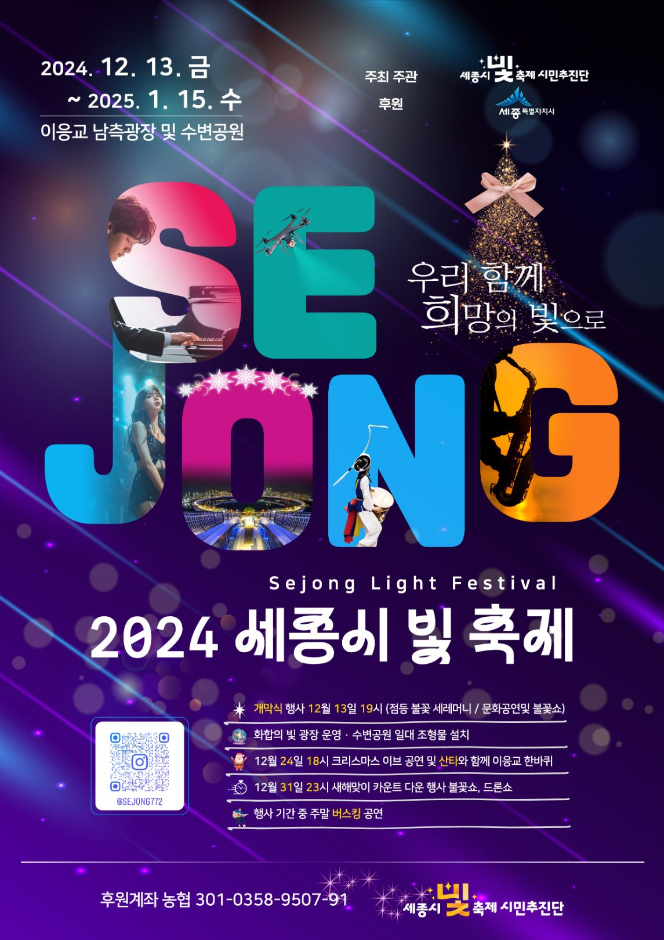 2024. 12. 13. 금
~ 2025. 1. 15. 수
이응교 남측광장 및 수변공원
주최 주관
세종시 빛 축제 시민추진단
후원
세종특별자치시
SE
JONG
우리 함께
희망의 빛으로
Sejong Light Festival
2024 세종시 빛 축제
개막식 행사 12월 13일 19시 (점등 불꽃 세레머니 / 문화공연및 불꽃쇼)
화합의 빛 광장 운영 · 수변공원 일대 조형물 설치
12월 24일 18시 크리스마스 이브 공연 및 산타와 함께 이응교 한바퀴
12월 31일 23시 새해맞이 카운트 다운 행사 불꽃쇼, 드론쇼
행사 기간 중 주말 버스킹 공연
@SEJONG772
후원계좌 농협 301-0358-9507-91
세종시 빛 축제 시민추진단